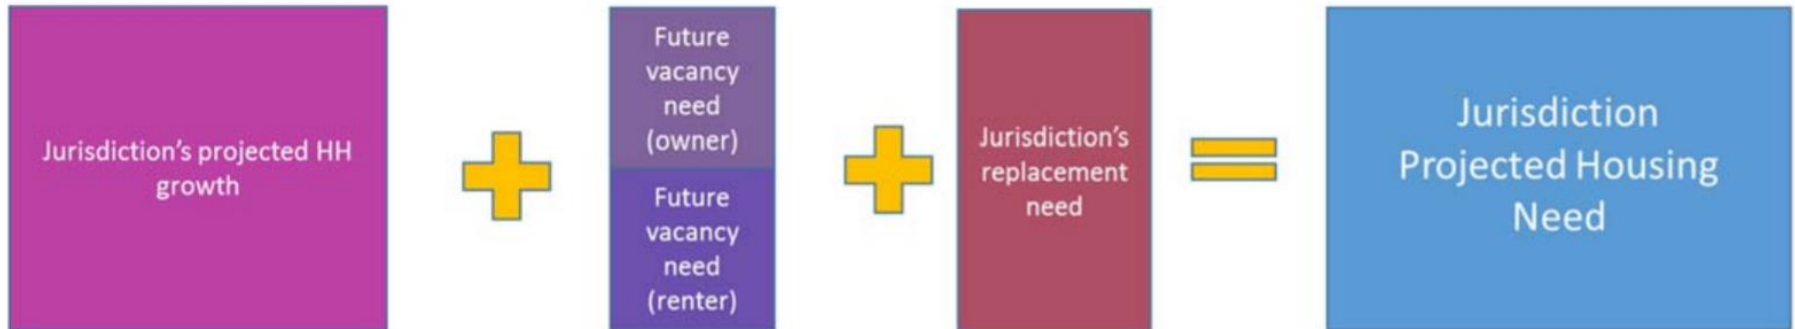 Jurisdiction's projected HH
growth
Future
vacancy
need
(owner)
Future
vacancy
need
(renter)
Jurisdiction's
replacement
need
Jurisdiction
Projected Housing
Need